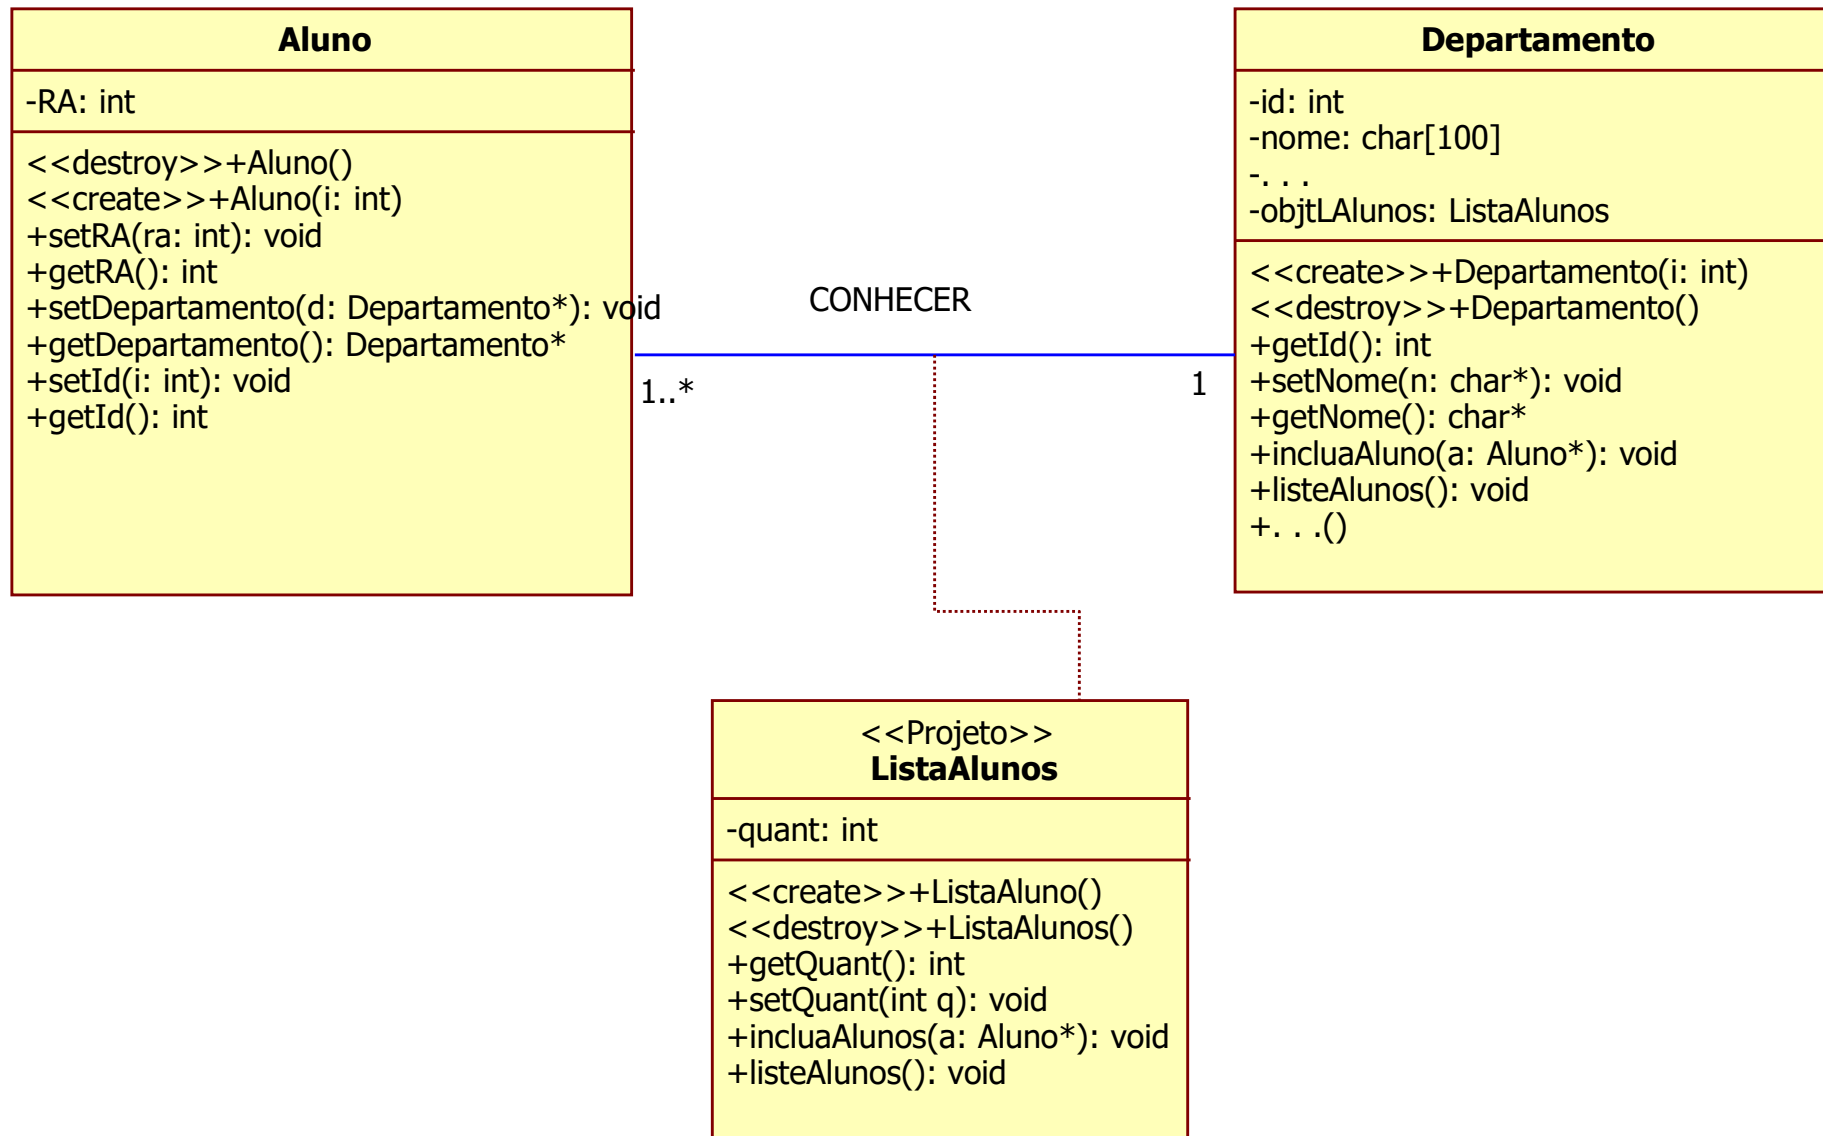 Aluno
-RA: int
<<destroy>>+Aluno()
<<create>>+Aluno(i: int)
+setRA(ra: int): void
+getRA(): int
+setDepartamento(d: Departamento*): void
+getDepartamento(): Departamento*
+setId(i: int): void
+getId(): int
CONHECER
1..*
1
Departamento
-id: int
-nome: char[100]
-. . .
-objtLAlunos: ListaAlunos
<<create>>+Departamento(i: int)
<<destroy>>+Departamento()
+getId(): int
+setNome(n: char*): void
+getNome(): char*
+incluaAluno(a: Aluno*): void
+listeAlunos(): void
+. . .()
<<Projeto>>
ListaAlunos
-quant: int
<<create>>+ListaAluno()
<<destroy>>+ListaAlunos()
+getQuant(): int
+setQuant(int q): void
+incluaAlunos(a: Aluno*): void
+listeAlunos(): void